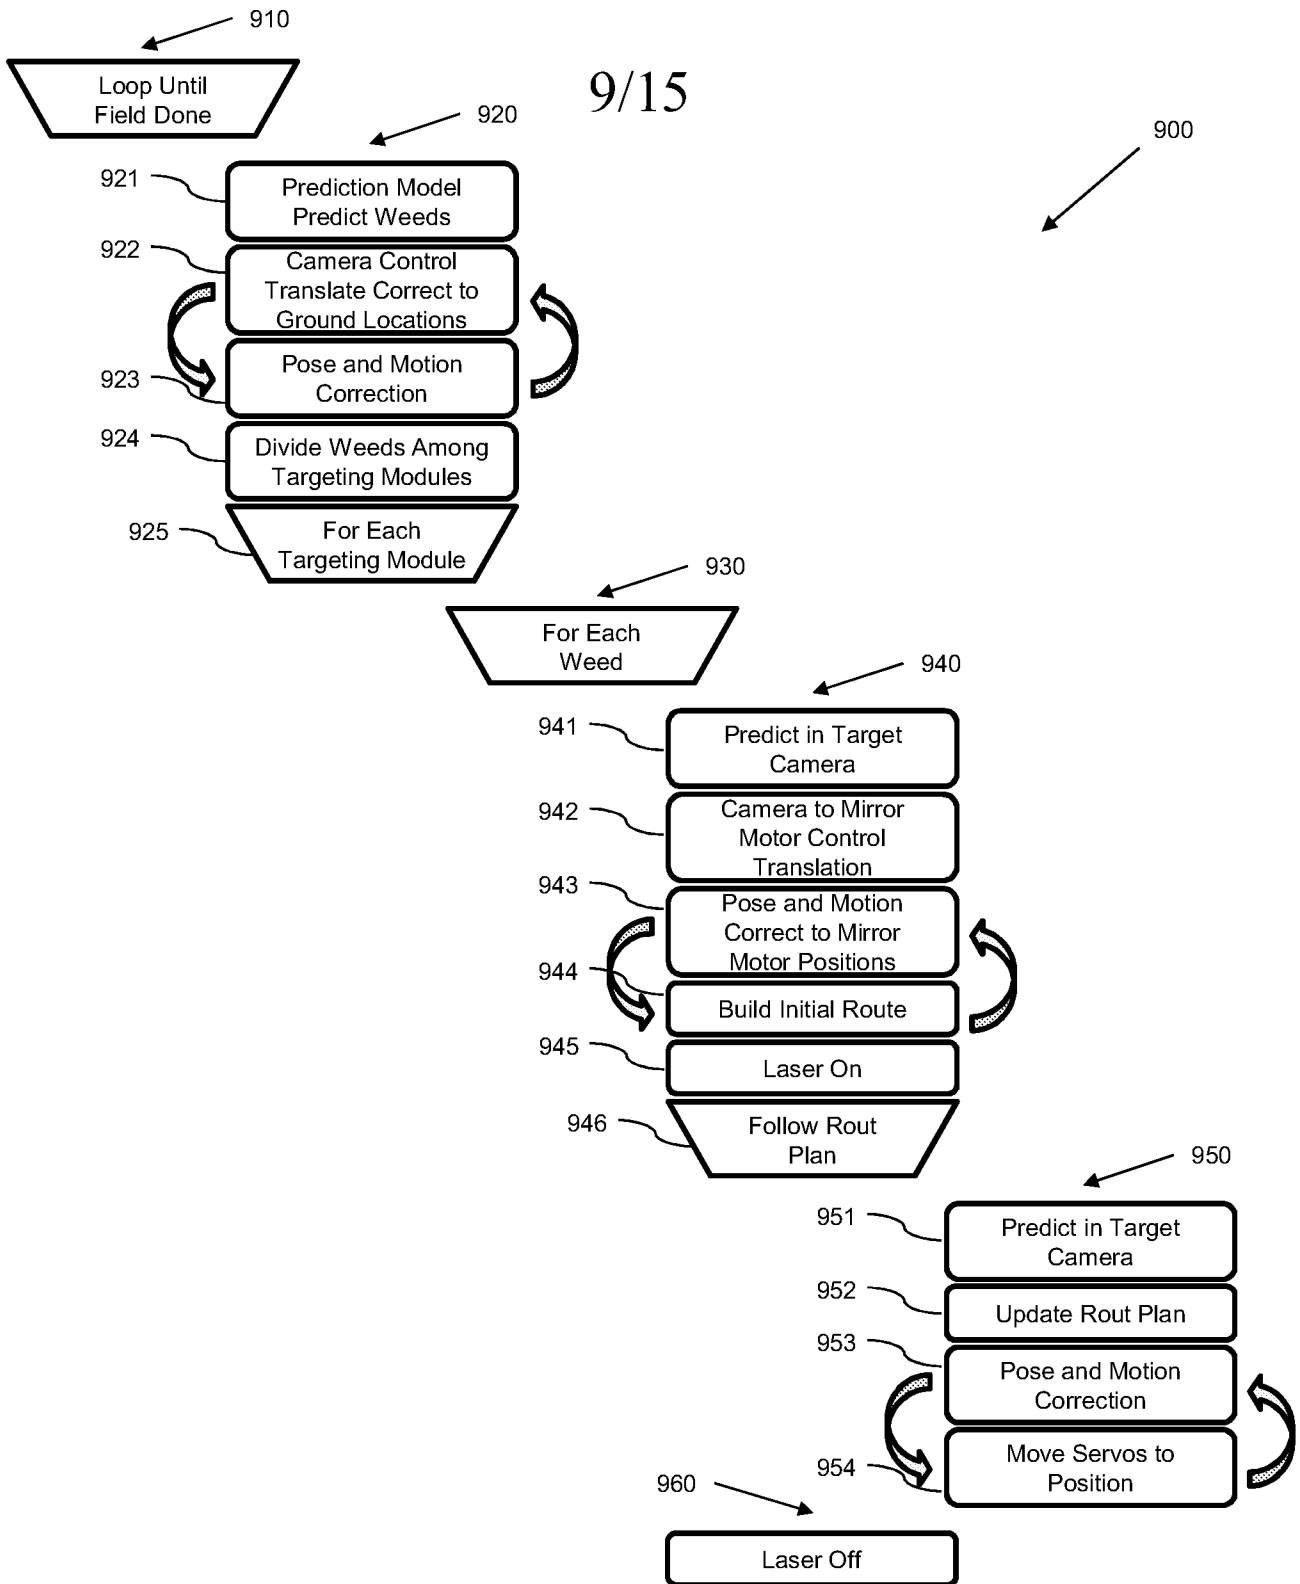 910
Loop Until
Field Done
9/15
920
900
921
Prediction Model
Predict Weeds
922
Camera Control
Translate Correct to
Ground Locations
923
Pose and Motion
Correction
924
Divide Weeds Among
Targeting Modules
925
For Each
Targeting Module
930
For Each
Weed
940
941
Predict in Target
Camera
942
Camera to Mirror
Motor Control
Translation
943
Pose and Motion
Correct to Mirror
Motor Positions
944
Build Initial Route
945
Laser On
946
Follow Rout
Plan
950
951
Predict in Target
Camera
952
Update Rout Plan
953
Pose and Motion
Correction
954
Move Servos to
Position
960
Laser Off